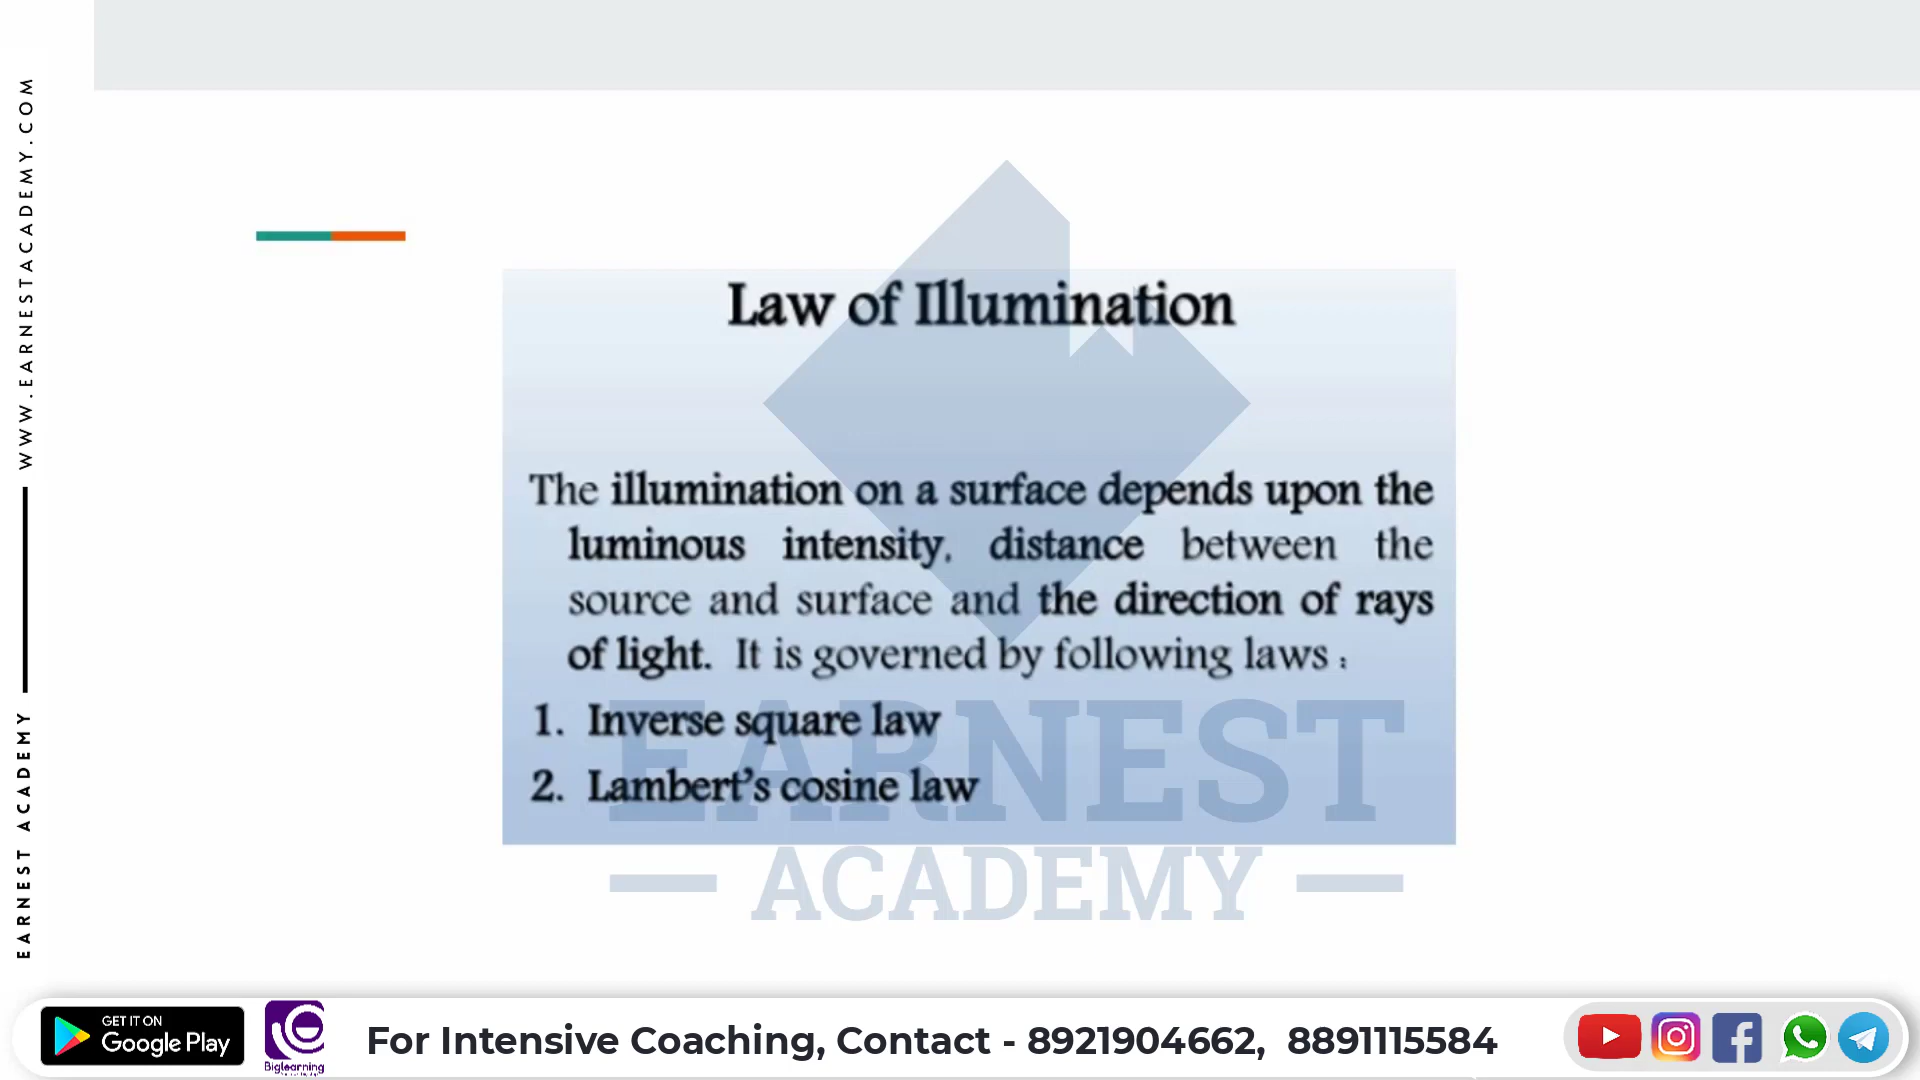 WWW.EARNESTACADEMY.COM
EARNEST ACADEMY
Law of Illumination
The illumination on a surface depends upon the
luminous intensity, distance between the
source and surface and the direction of rays
of light. It is governed by following laws :
1. Inverse square law
2. Lambert's cosine law
EARNEST
ACADEMY
GET IT ON
Google Play
Biglearning
For Intensive Coaching, Contact - 8921904662, 8891115584